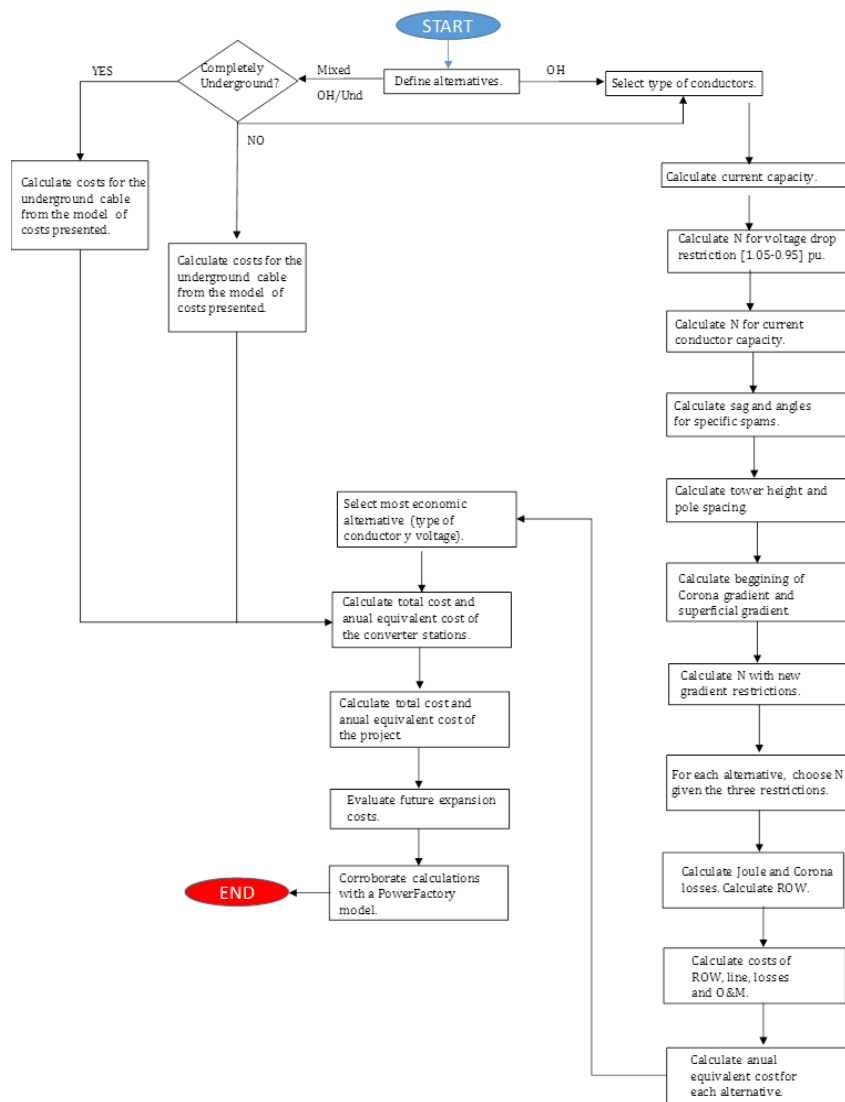 START
YES
Completely
Underground?
Mixed
OH/Und
Define alternatives.
OH
Select type of conductors.
NO
Calculate costs for the
underground cable
from the model of
costs presented.
Calculate costs for the
underground cable
from the model of
costs presented.
Calculate current capacity.
Calculate N for voltage drop
restriction [1.05-0.95] pu.
Calculate N for current
conductor capacity.
Calculate sag and angles
for specific spams.
Calculate tower height and
pole spacing.
Calculate beggining of
Corona gradient and
superficial gradient
Calculate N with new
gradient restrictions.
For each alternative, choose N
given the three restrictions.
Calculate Joule and Corona
losses. Calculate ROW.
Calculate costs of
ROW, line, losses
and O&M.
Calculate anual
equivalent cost for
each alternative.
Select most economic
alternative (type of
conductor y voltage).
Calculate total cost and
anual equivalent cost of
the converter stations.
Calculate total cost and
anual equivalent cost of
the project
Evaluate future expansion
costs.
Corroborate calculations
with a PowerFactory
model.
END